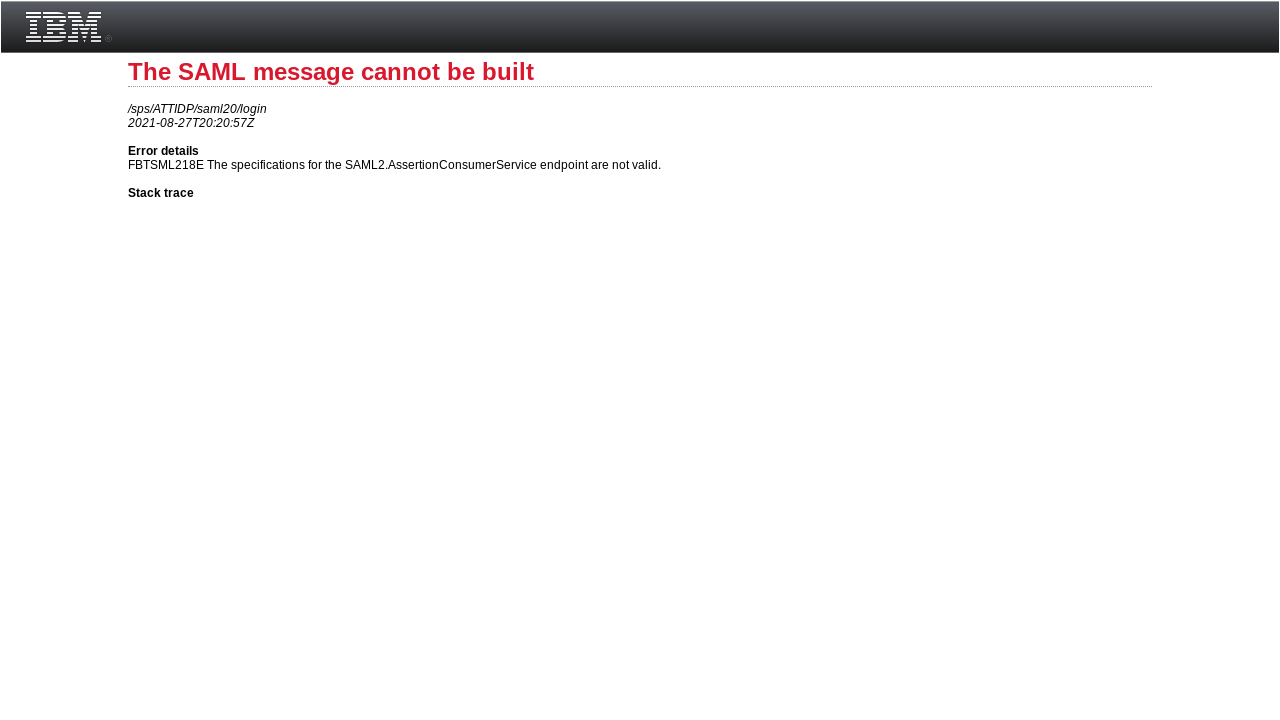 IBM®
The SAML message cannot be built
/sps/ATTIDP/saml20/login
2021-08-27T20:20:57Z
Error details
FBTSML218E The specifications for the SAML2.AssertionConsumerService endpoint are not valid.
Stack trace